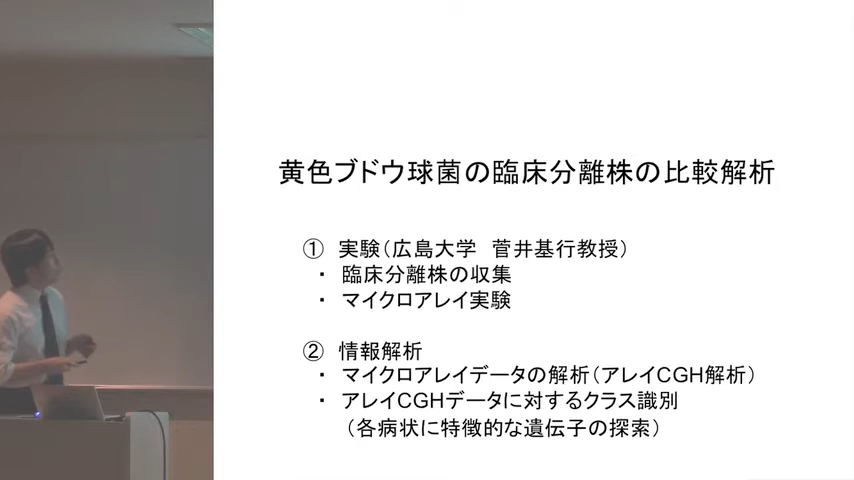 黄色ブドウ球菌の臨床分離株の比較解析
① 実験（広島大学 菅井基行教授）
・ 臨床分離株の収集
・ マイクロアレイ実験
② 情報解析
・ マイクロアレイデータの解析（アレイCGH解析）
・ アレイCGHデータに対するクラス識別
（各病状に特徴的な遺伝子の探索）